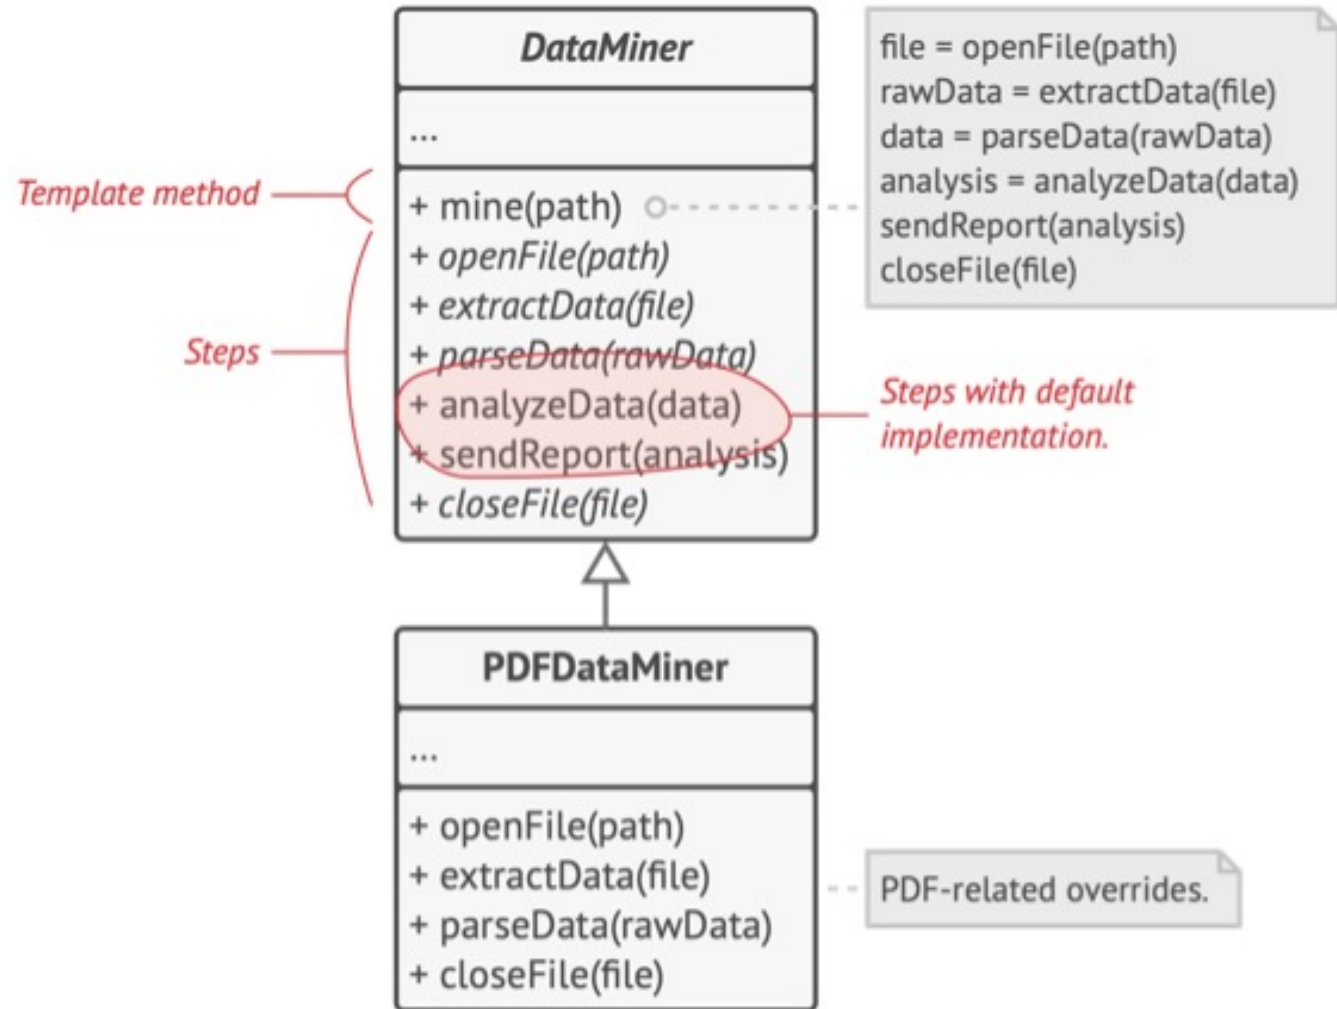 DataMiner
...
Template method
+ mine(path)
Steps
+ openFile(path)
+ extractData(file)
+ parseData(rawData)
+ analyzeData(data)
+ sendReport(analysis)
+ closeFile(file)
file = openFile(path)
rawData = extractData(file)
data = parseData(rawData)
analysis = analyzeData(data)
sendReport(analysis)
closeFile(file)
Steps with default
implementation.
PDFDataMiner
...
+ openFile(path)
+ extractData(file)
+ parseData(rawData)
+ closeFile(file)
PDF-related overrides.